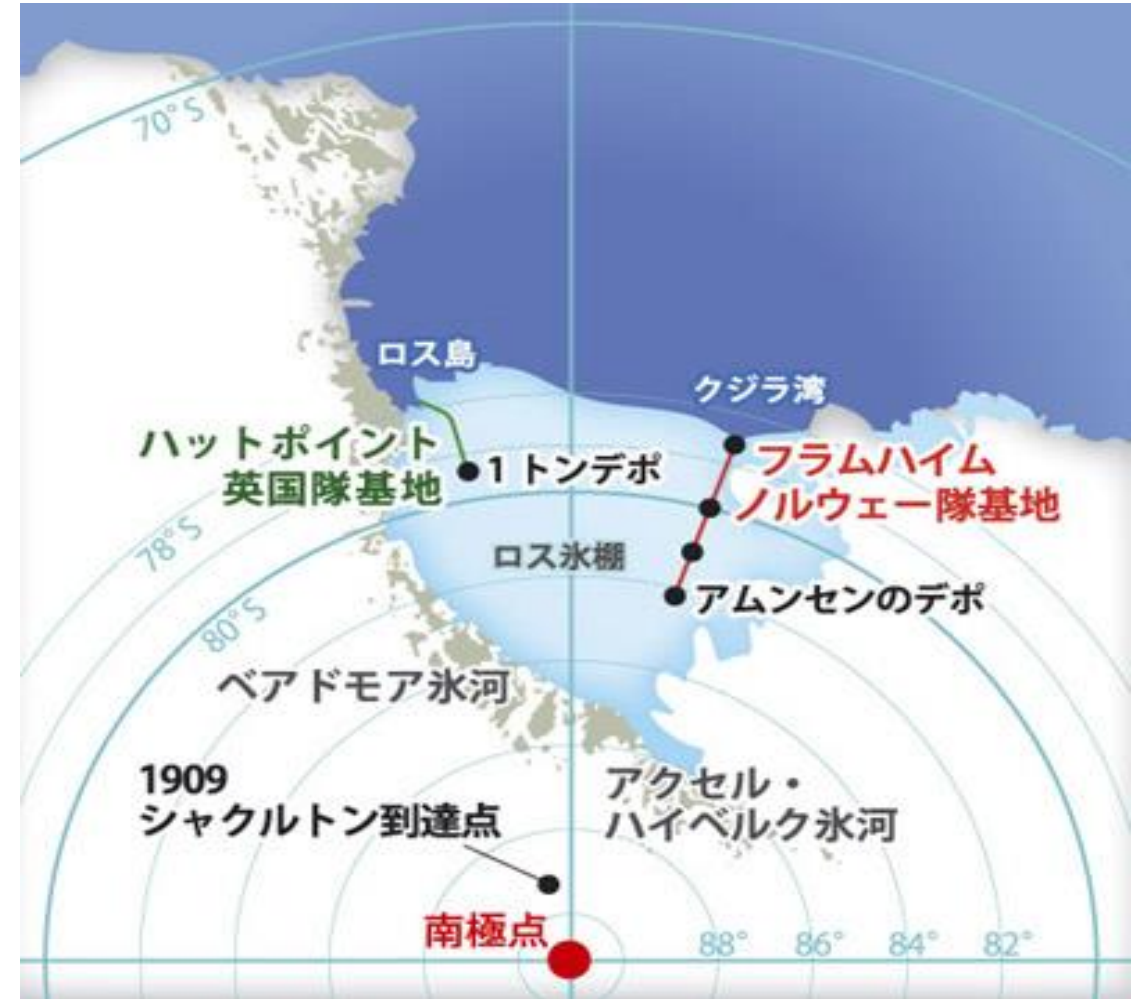 70°S
ロス島
クジラ湾
ハットポイント
英国隊基地
1トンデポ
フラムハイム
ノルウェー隊基地
78°S
ロス氷棚
アムンセンのデポ
80°S
ベアドモア氷河
1909
シャクルトン到達点
アクセル・
ハイベルク氷河
南極点
88°
86°
84°
82°